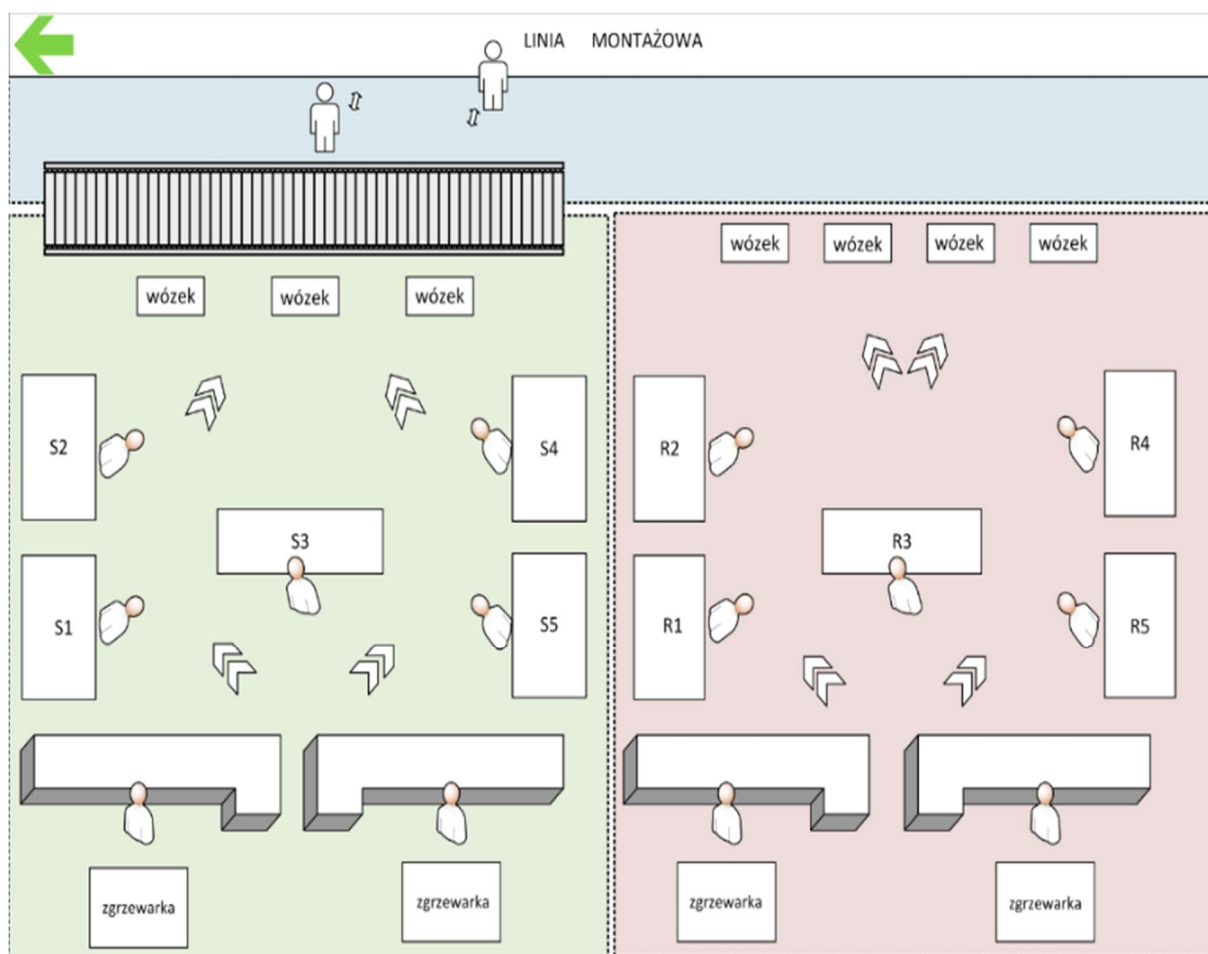 LINIA MONTAŻOWA
wózek wózek wózek wózek
wózek wózek wózek
S2 S4 R2 R4
S3 R3
S1 S5 R1 R5
zgrzewarka zgrzewarka zgrzewarka zgrzewarka